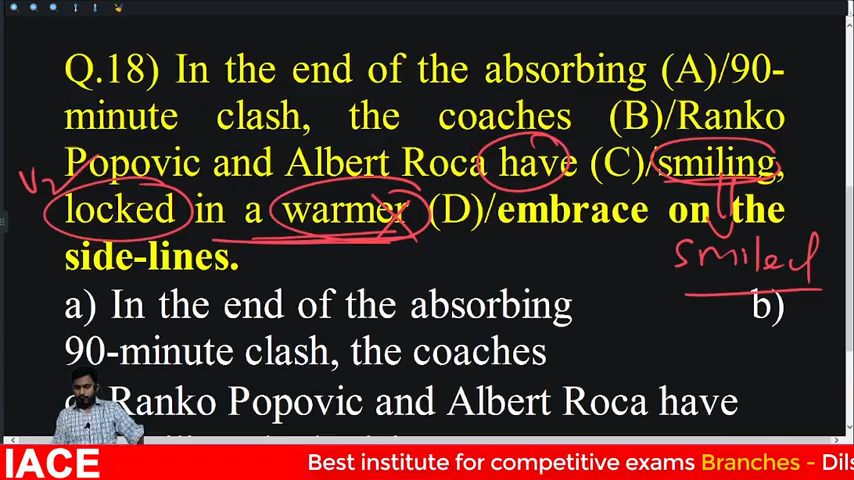 Q.18) In the end of the absorbing (A)/90-
minute clash, the coaches (B)/Ranko
Popovic and Albert Roca have (C)/smiling,
V2
locked in a warmer (D)/embrace on the
side-lines.
smiled
a) In the end of the absorbing b)
90-minute clash, the coaches
Ranko Popovic and Albert Roca have
IACE Best institute for competitive exams Branches - Dils